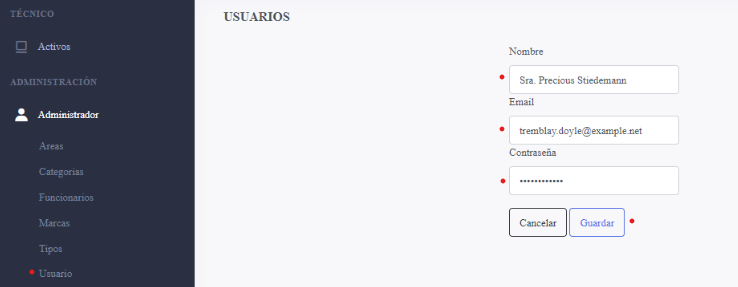 TÉCNICO
Activos
ADMINISTRACIÓN
Administrador
Areas
Categorias
Funcionarios
Marcas
Tipos
Usuario
USUARIOS
Nombre
Sra. Precious Stiedemann
Email
tremblay.doyle@example.net
Contraseña
••••••••••••
Cancelar Guardar